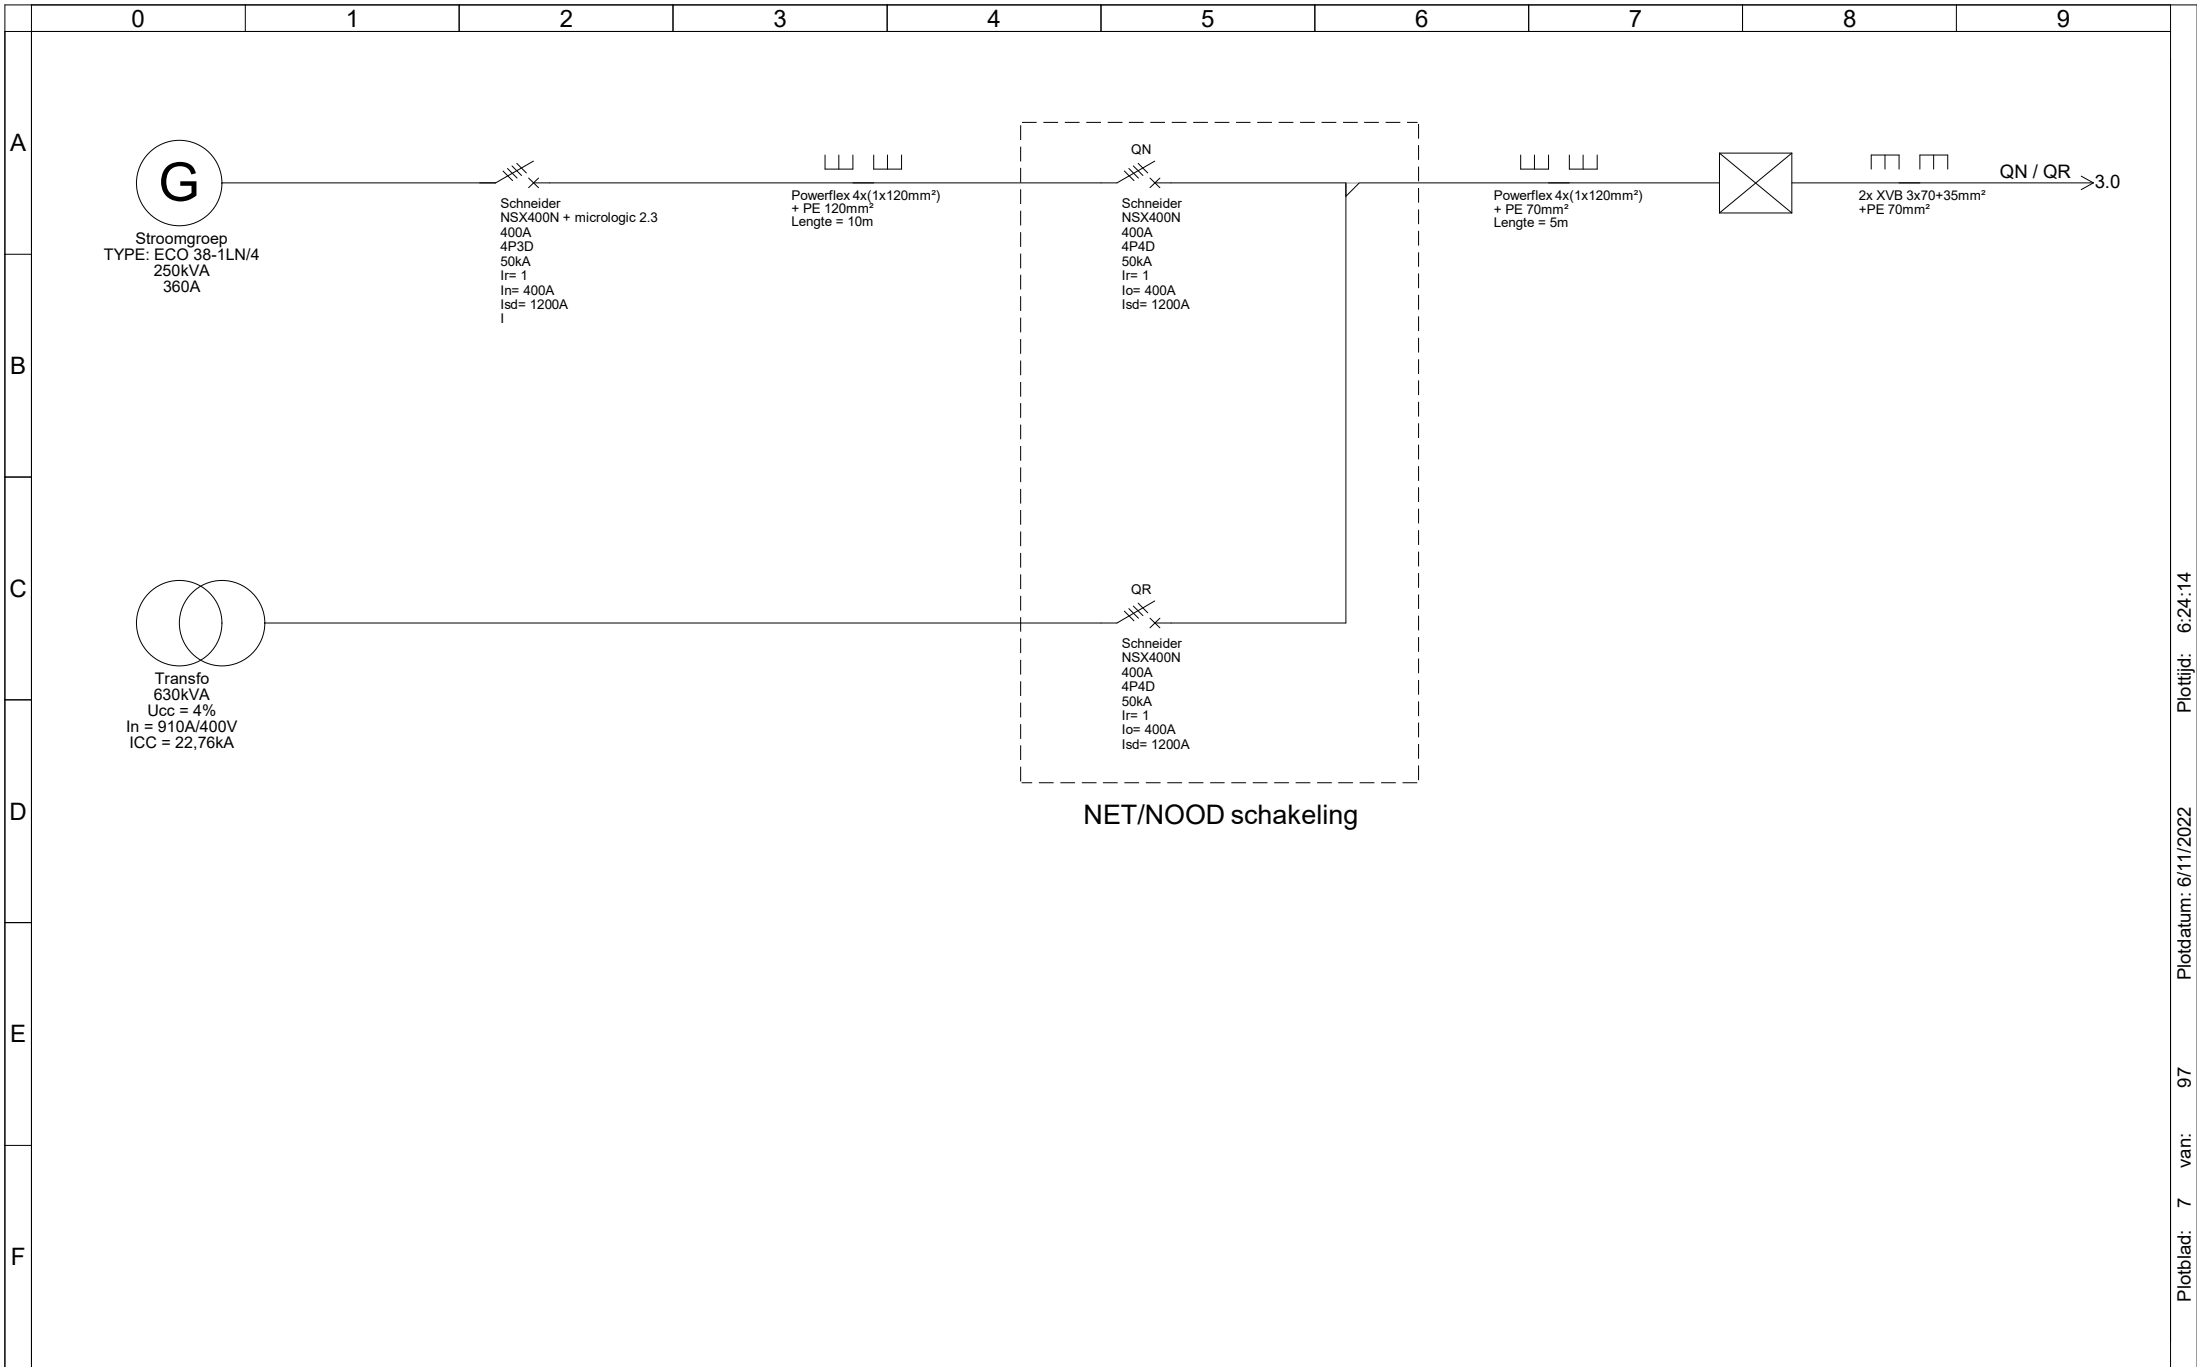 0 1 2 3 4 5 6 7 8 9
A
B
C
D
E
F
G
Stroomgroep
TYPE: ECO 38-1LN/4
250kVA
360A
Schneider
NSX400N + micrologic 2.3
400A
4P3D
50kA
Ir= 1
In= 400A
Isd= 1200A
I
Powerflex 4x(1x120mm²)
+ PE 120mm²
Lengte = 10m
QN
Schneider
NSX400N
400A
4P4D
50kA
Ir= 1
Io= 400A
Isd= 1200A
Powerflex 4x(1x120mm²)
+ PE 70mm²
Lengte = 5m
2x XVB 3x70+35mm²
+PE 70mm²
QN / QR
3.0
Transfo
630kVA
Ucc = 4%
In = 910A/400V
ICC = 22,76kA
QR
Schneider
NSX400N
400A
4P4D
50kA
Ir= 1
Io= 400A
Isd= 1200A
NET/NOOD schakeling
Plotblad: 7 van: 97 Plotdatum: 6/11/2022 Plottijd: 6:24:14